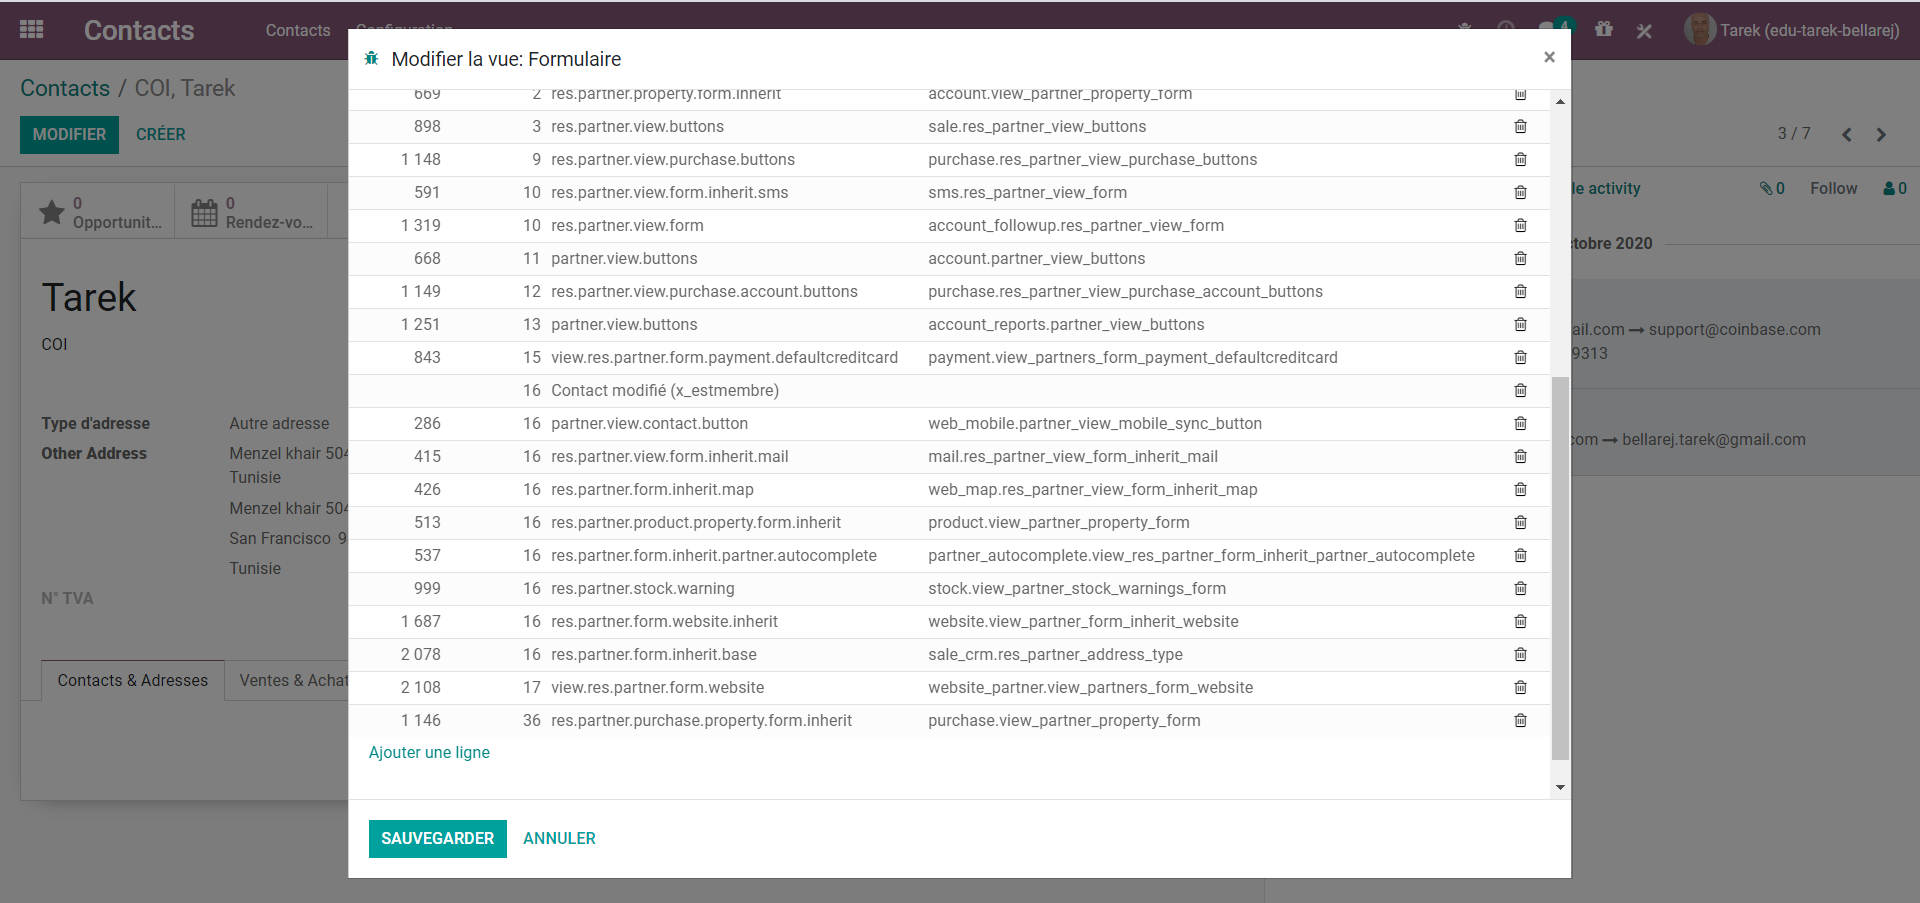 Contacts Contacts Configuration 4 Tarek (edu-tarek-bellarej)
Contacts / COI, Tarek
MODIFIER CRÉER
3 / 7
0
Opportunit...
0
Rendez-vo...
le activity 0 Follow 0
Tarek
COI
Type d'adresse Autre adresse
Other Address Menzel khair 504
Tunisie
Menzel khair 504
San Francisco 9
Tunisie
N° TVA
Contacts & Adresses Ventes & Achat
tobre 2020
ail.com → support@coinbase.com
9313
com → bellarej.tarek@gmail.com
Modifier la vue: Formulaire ×
669 2 res.partner.property.form.inherit account.view_partner_property_form
898 3 res.partner.view.buttons sale.res_partner_view_buttons
1 148 9 res.partner.view.purchase.buttons purchase.res_partner_view_purchase_buttons
591 10 res.partner.view.form.inherit.sms sms.res_partner_view_form
1 319 10 res.partner.view.form account_followup.res_partner_view_form
668 11 partner.view.buttons account.partner_view_buttons
1 149 12 res.partner.view.purchase.account.buttons purchase.res_partner_view_purchase_account_buttons
1 251 13 partner.view.buttons account_reports.partner_view_buttons
843 15 view.res.partner.form.payment.defaultcreditcard payment.view_partners_form_payment_defaultcreditcard
16 Contact modifié (x_estmembre)
286 16 partner.view.contact.button web_mobile.partner_view_mobile_sync_button
415 16 res.partner.view.form.inherit.mail mail.res_partner_view_form_inherit_mail
426 16 res.partner.form.inherit.map web_map.res_partner_view_form_inherit_map
513 16 res.partner.product.property.form.inherit product.view_partner_property_form
537 16 res.partner.form.inherit.partner.autocomplete partner_autocomplete.view_res_partner_form_inherit_partner_autocomplete
999 16 res.partner.stock.warning stock.view_partner_stock_warnings_form
1 687 16 res.partner.form.website.inherit website.view_partner_form_inherit_website
2 078 16 res.partner.form.inherit.base sale_crm.res_partner_address_type
2 108 17 view.res.partner.form.website website_partner.view_partners_form_website
1 146 36 res.partner.purchase.property.form.inherit purchase.view_partner_property_form
Ajouter une ligne
SAUVEGARDER ANNULER